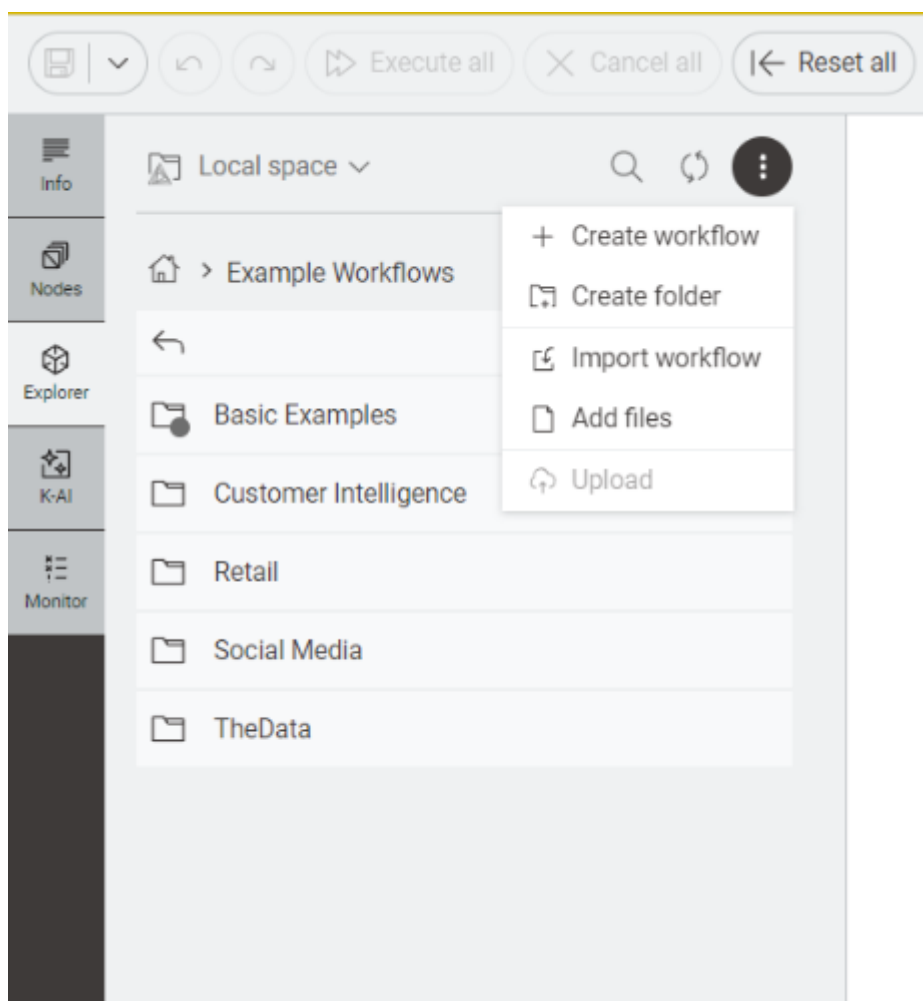 Execute all Cancel all Reset all
Info
Local space
Create workflow
Nodes
Example Workflows
Create folder
Explorer
Import workflow
Basic Examples
Add files
K-AI
Customer Intelligence
Upload
Monitor
Retail
Social Media
TheData